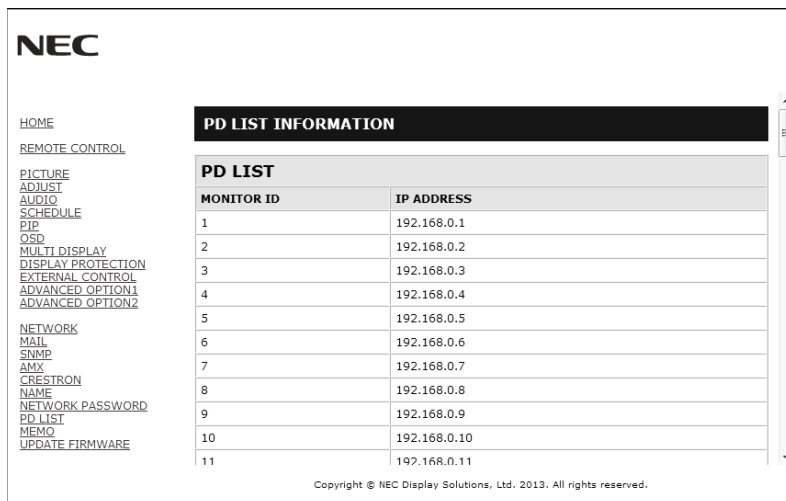 NEC
HOME
REMOTE CONTROL
PICTURE
ADJUST
AUDIO
SCHEDULE
PIP
OSD
MULTI DISPLAY
DISPLAY PROTECTION
EXTERNAL CONTROL
ADVANCED OPTION1
ADVANCED OPTION2
NETWORK
MAIL
SNMP
AMX
CRESTRON
NAME
NETWORK PASSWORD
PD LIST
MEMO
UPDATE FIRMWARE
PD LIST INFORMATION
PD LIST
MONITOR ID IP ADDRESS
1 192.168.0.1
2 192.168.0.2
3 192.168.0.3
4 192.168.0.4
5 192.168.0.5
6 192.168.0.6
7 192.168.0.7
8 192.168.0.8
9 192.168.0.9
10 192.168.0.10
11 192.168.0.11
Copyright © NEC Display Solutions, Ltd. 2013. All rights reserved.